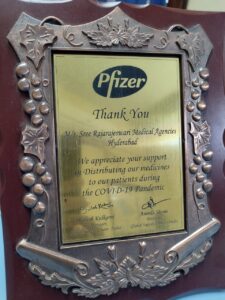 Pfizer
Thank You
M/s. Sree Rajarajeswari Medical Agencies
Hyderabad
We appreciate your support
in Distributing our medicines
to our patients during
the COVID-19 Pandemic